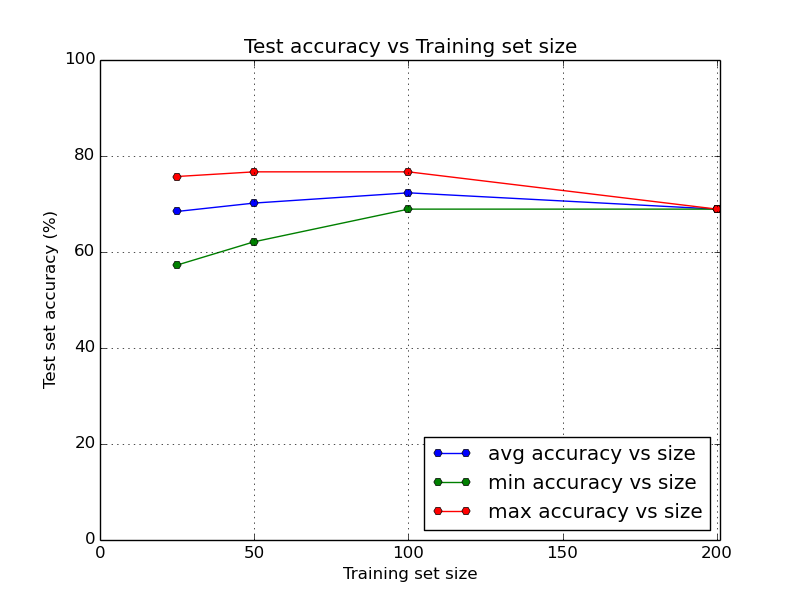 Test accuracy vs Training set size
100
80
60
40
20
0
Test set accuracy (%)
avg accuracy vs size
min accuracy vs size
max accuracy vs size
0 50 100 150 200
Training set size